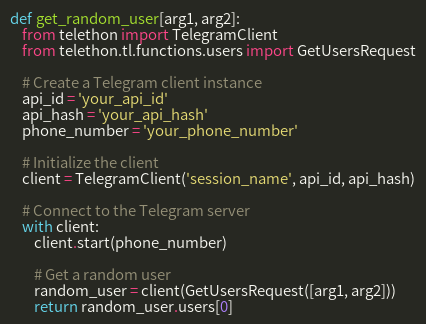 def get_random_user[arg1, arg2]:
from telethon import TelegramClient
from telethon.tl.functions.users import GetUsersRequest
# Create a Telegram client instance
api_id = 'your_api_id'
api_hash = 'your_api_hash'
phone_number = 'your_phone_number'
# Initialize the client
client = TelegramClient('session_name', api_id, api_hash)
# Connect to the Telegram server
with client:
client.start(phone_number)
# Get a random user
random_user = client(GetUsersRequest([arg1, arg2]))
return random_user.users[0]